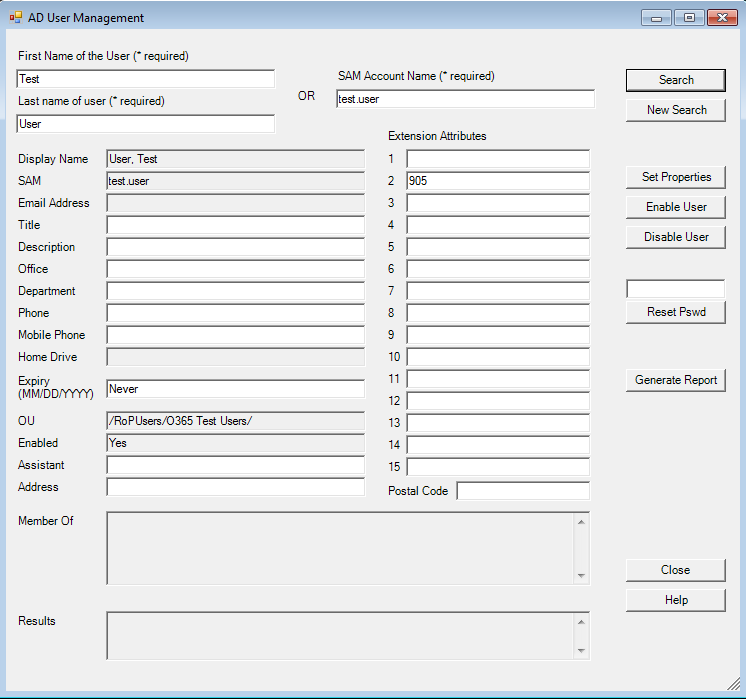 AD User Management
First Name of the User (* required)
Test
Last name of user (* required)
User
OR
SAM Account Name (* required)
test.user
Search
New Search
Display Name User, Test
SAM test.user
Email Address
Title
Description
Office
Department
Phone
Mobile Phone
Home Drive
Expiry
(MM/DD/YYYY) Never
OU /RoPUsers/O365 Test Users/
Enabled Yes
Assistant
Address
Extension Attributes
1
2 905
3
4
5
6
7
8
9
10
11
12
13
14
15
Postal Code
Set Properties
Enable User
Disable User
Reset Pswd
Generate Report
Member Of
Results
Close
Help